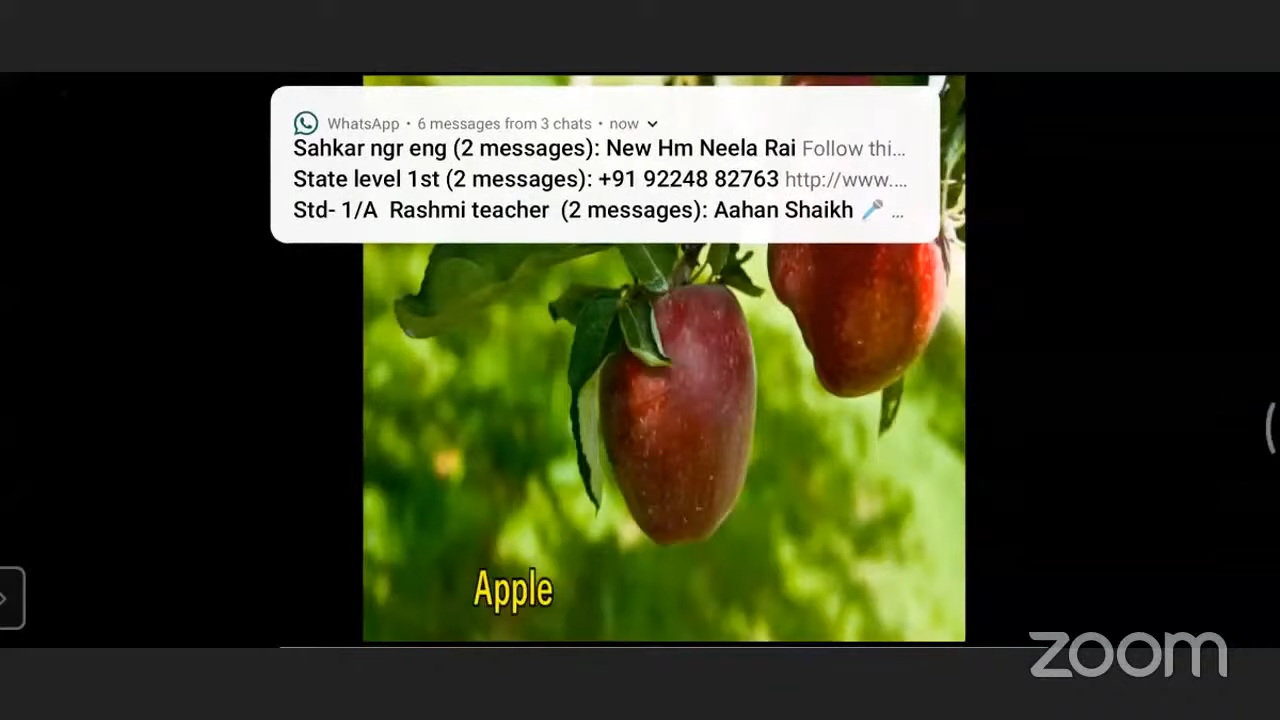 WhatsApp • 6 messages from 3 chats • now
Sahkar ngr eng (2 messages): New Hm Neela Rai Follow thi...
State level 1st (2 messages): +91 92248 82763 http://www....
Std- 1/A Rashmi teacher (2 messages): Aahan Shaikh 🎤 ...
Apple
zoom